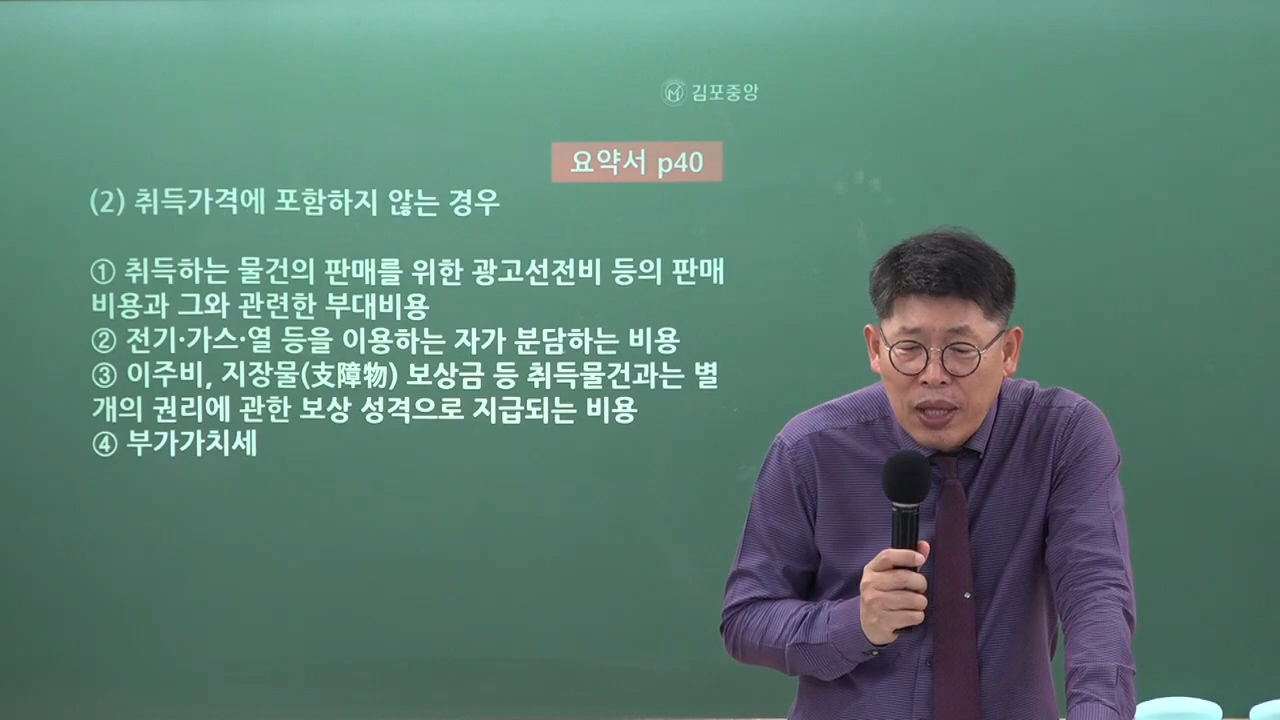 김포중앙
요약서 p40
(2) 취득가격에 포함하지 않는 경우
① 취득하는 물건의 판매를 위한 광고선전비 등의 판매
비용과 그와 관련한 부대비용
② 전기·가스·열 등을 이용하는 자가 분담하는 비용
③ 이주비, 지장물(支障物) 보상금 등 취득물건과는 별
개의 권리에 관한 보상 성격으로 지급되는 비용
④ 부가가치세